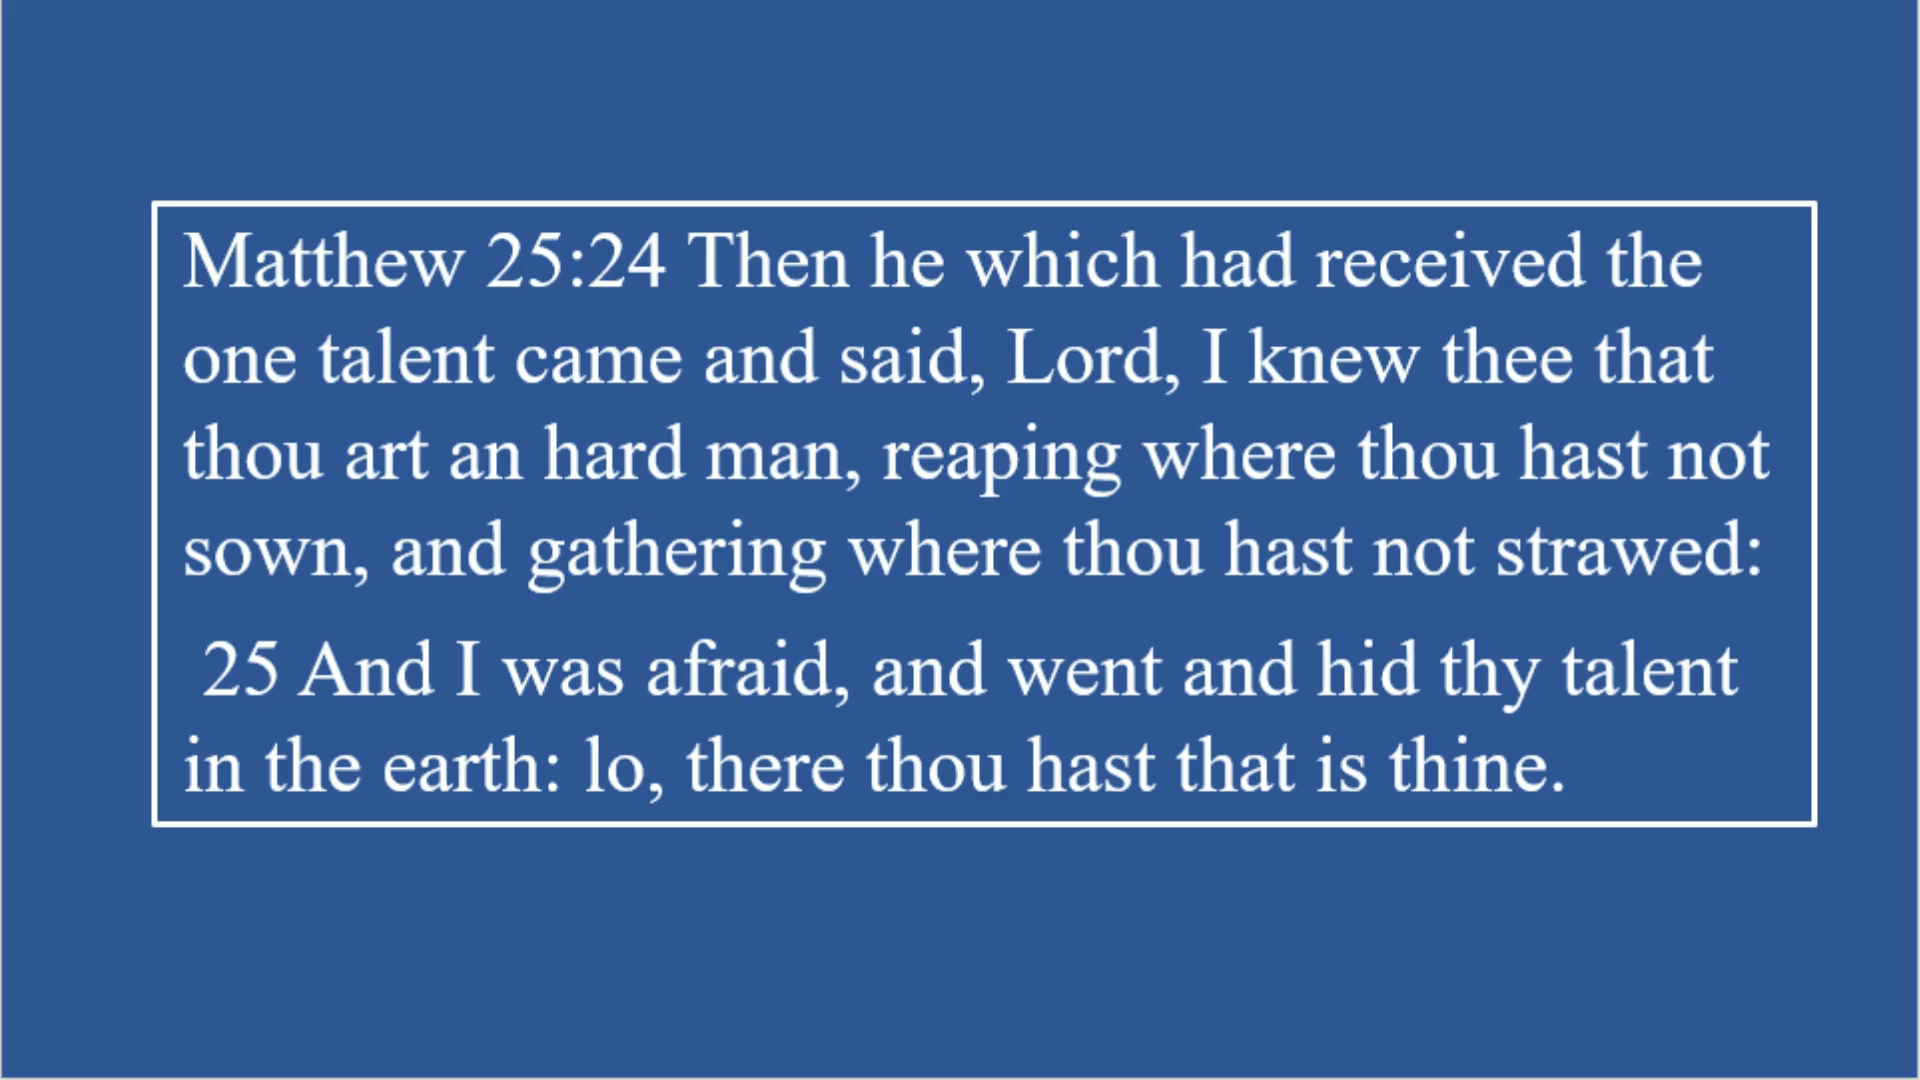 Matthew 25:24 Then he which had received the
one talent came and said, Lord, I knew thee that
thou art an hard man, reaping where thou hast not
sown, and gathering where thou hast not strawed:
25 And I was afraid, and went and hid thy talent
in the earth: lo, there thou hast that is thine.